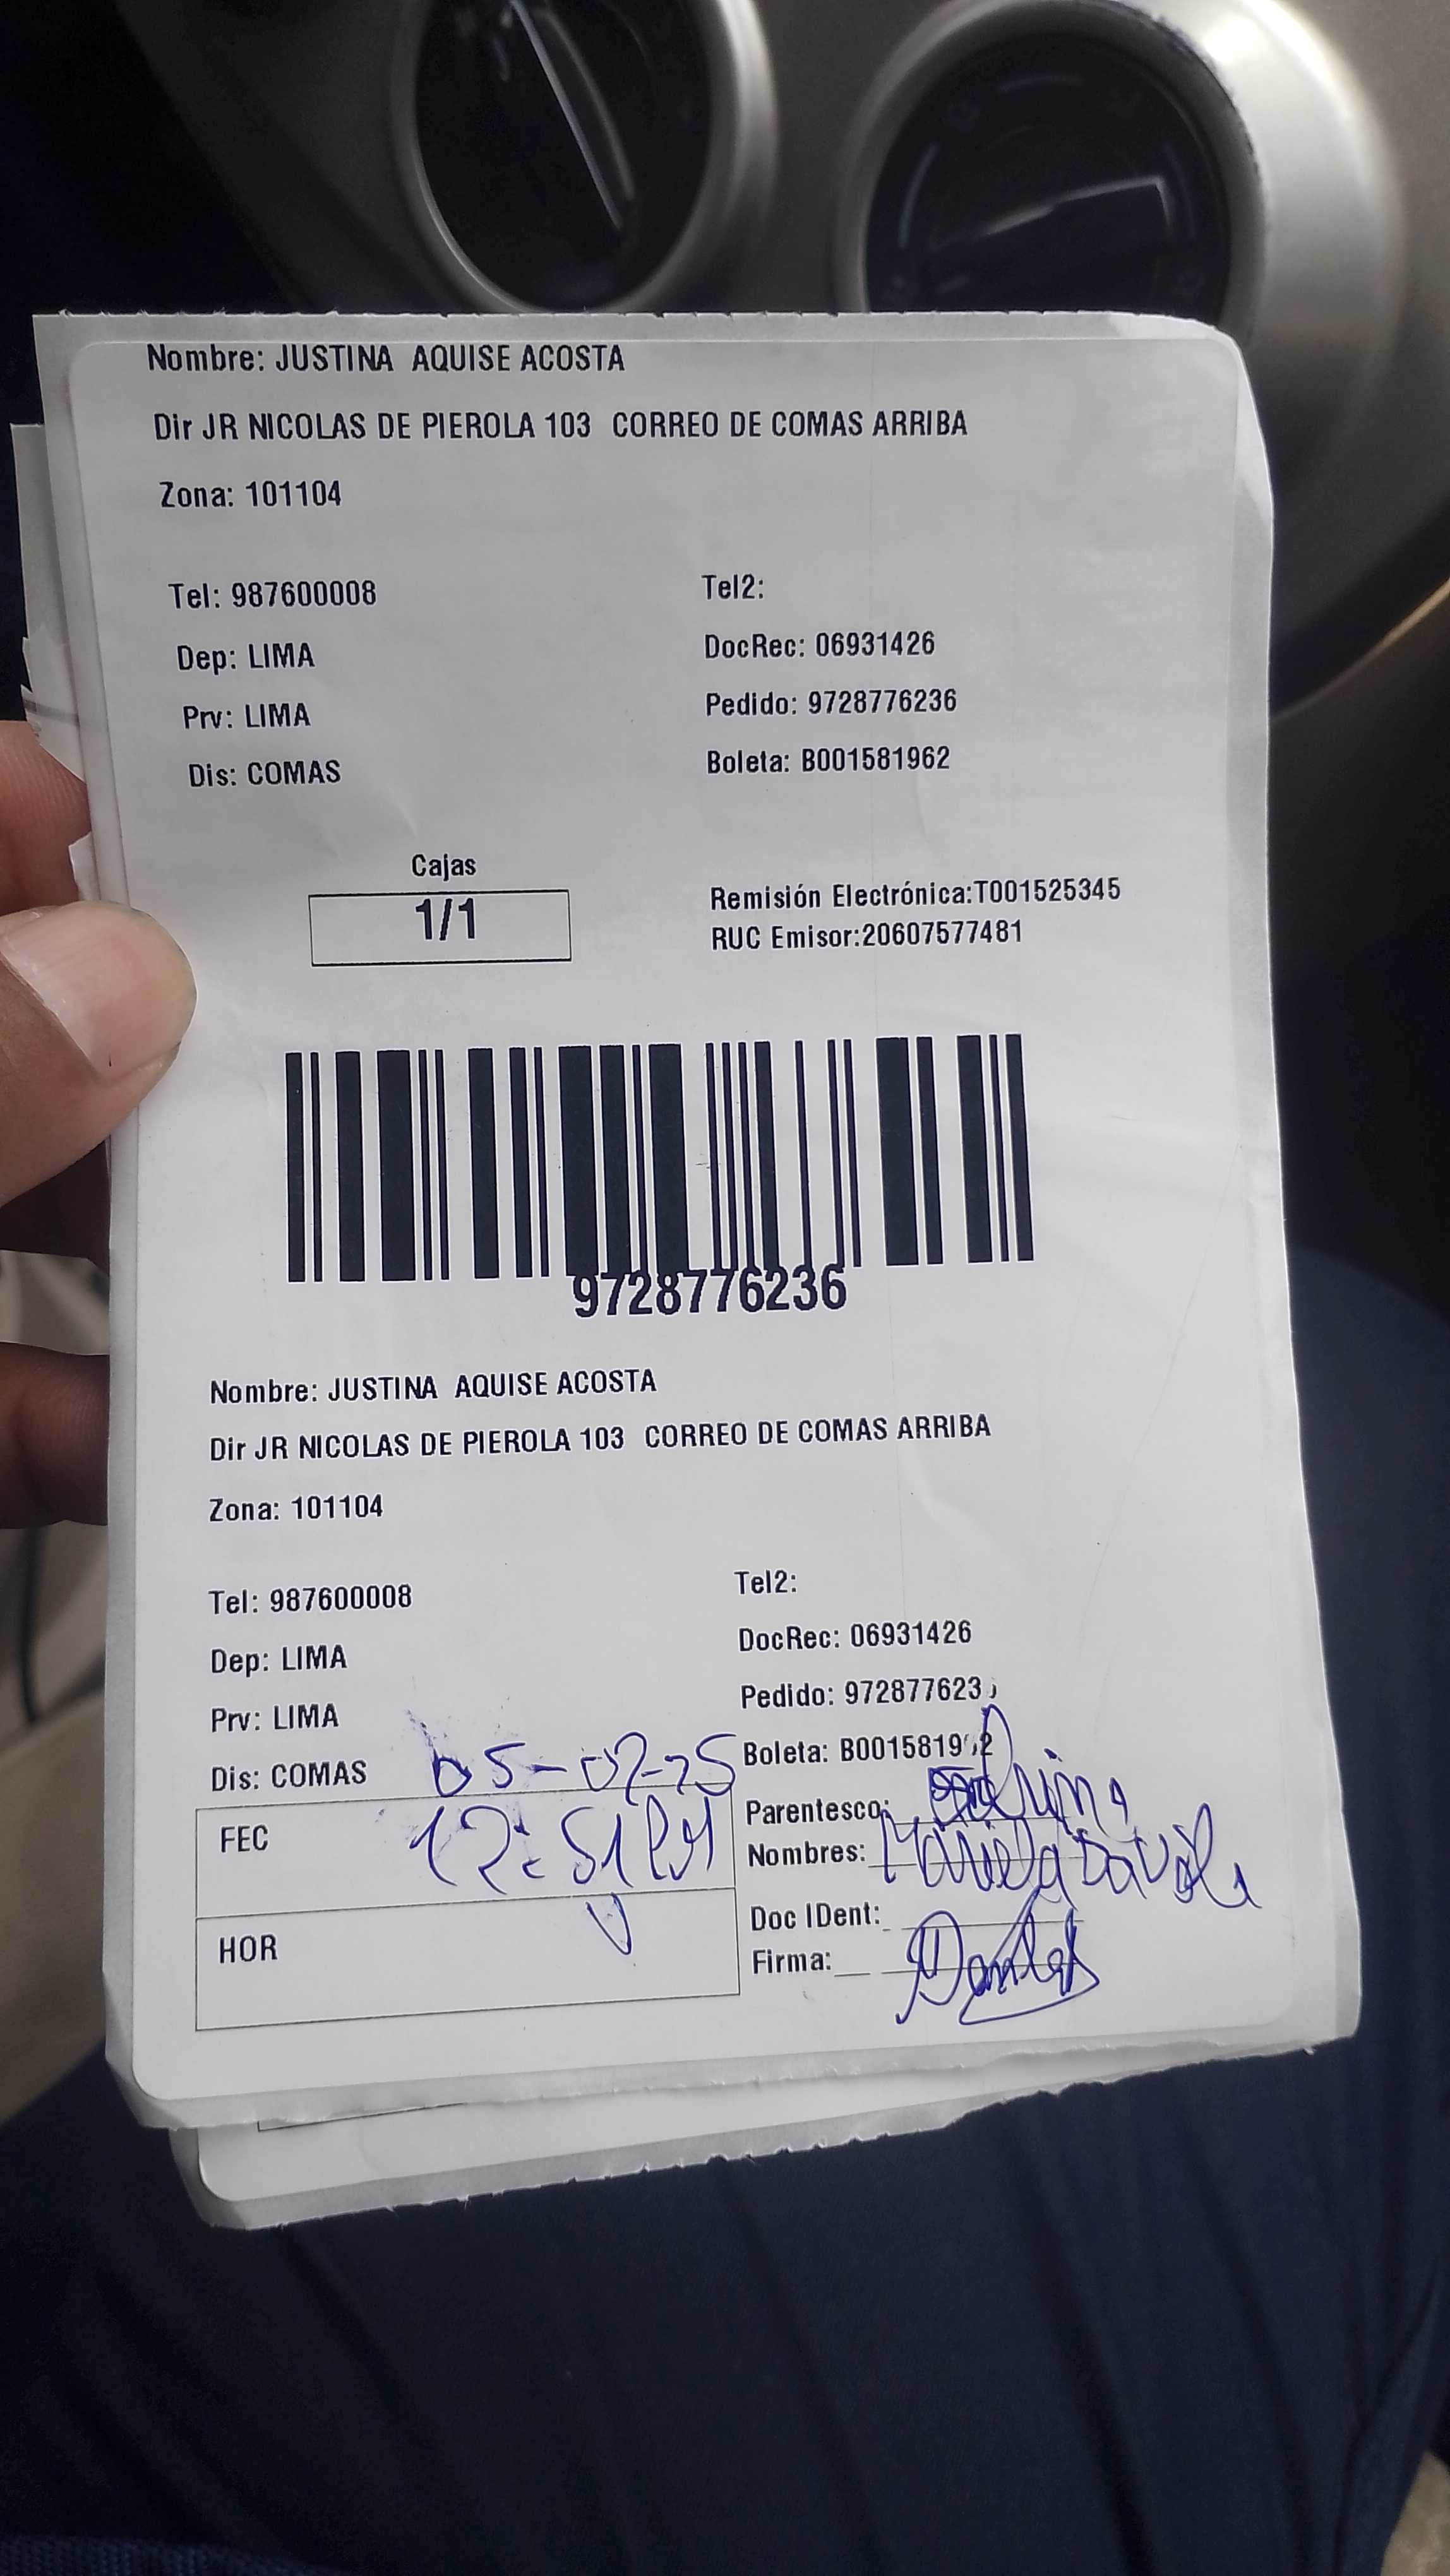 Nombre: JUSTINA AQUISE ACOSTA
Dir JR NICOLAS DE PIEROLA 103 CORREO DE COMAS ARRIBA
Zona: 101104
Tel: 987600008
Tel2:
Dep: LIMA
DocRec: 06931426
Prv: LIMA
Pedido: 9728776236
Dis: COMAS
Boleta: B001581962
Cajas
1/1
Remisión Electrónica:T001525345
RUC Emisor:20607577481
9728776236
Nombre: JUSTINA AQUISE ACOSTA
Dir JR NICOLAS DE PIEROLA 103 CORREO DE COMAS ARRIBA
Zona: 101104
Tel: 987600008
Tel2:
Dep: LIMA
DocRec: 06931426
Prv: LIMA
Pedido: 972877623
Dis: COMAS
Boleta:
FEC
12:51 PM
Parentesco:
Nombres: Mariela
HOR
Doc IDent:
Firma: